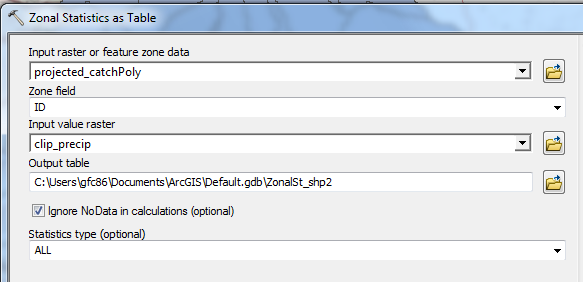 Zonal Statistics as Table
Input raster or feature zone data
projected_catchPoly
Zone field
ID
Input value raster
clip_precip
Output table
C:\Users\gfc86\Documents\ArcGIS\Default.gdb\ZonalSt_shp2
Ignore NoData in calculations (optional)
Statistics type (optional)
ALL